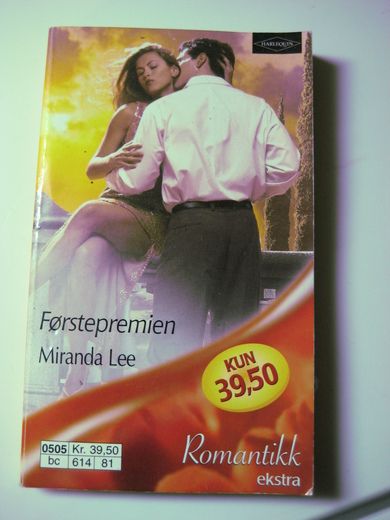 HARLEQUIN
Førstepremien
Miranda Lee
KUN
39,50
0505 Kr. 39,50
bc 614 81
Romantikk
ekstra